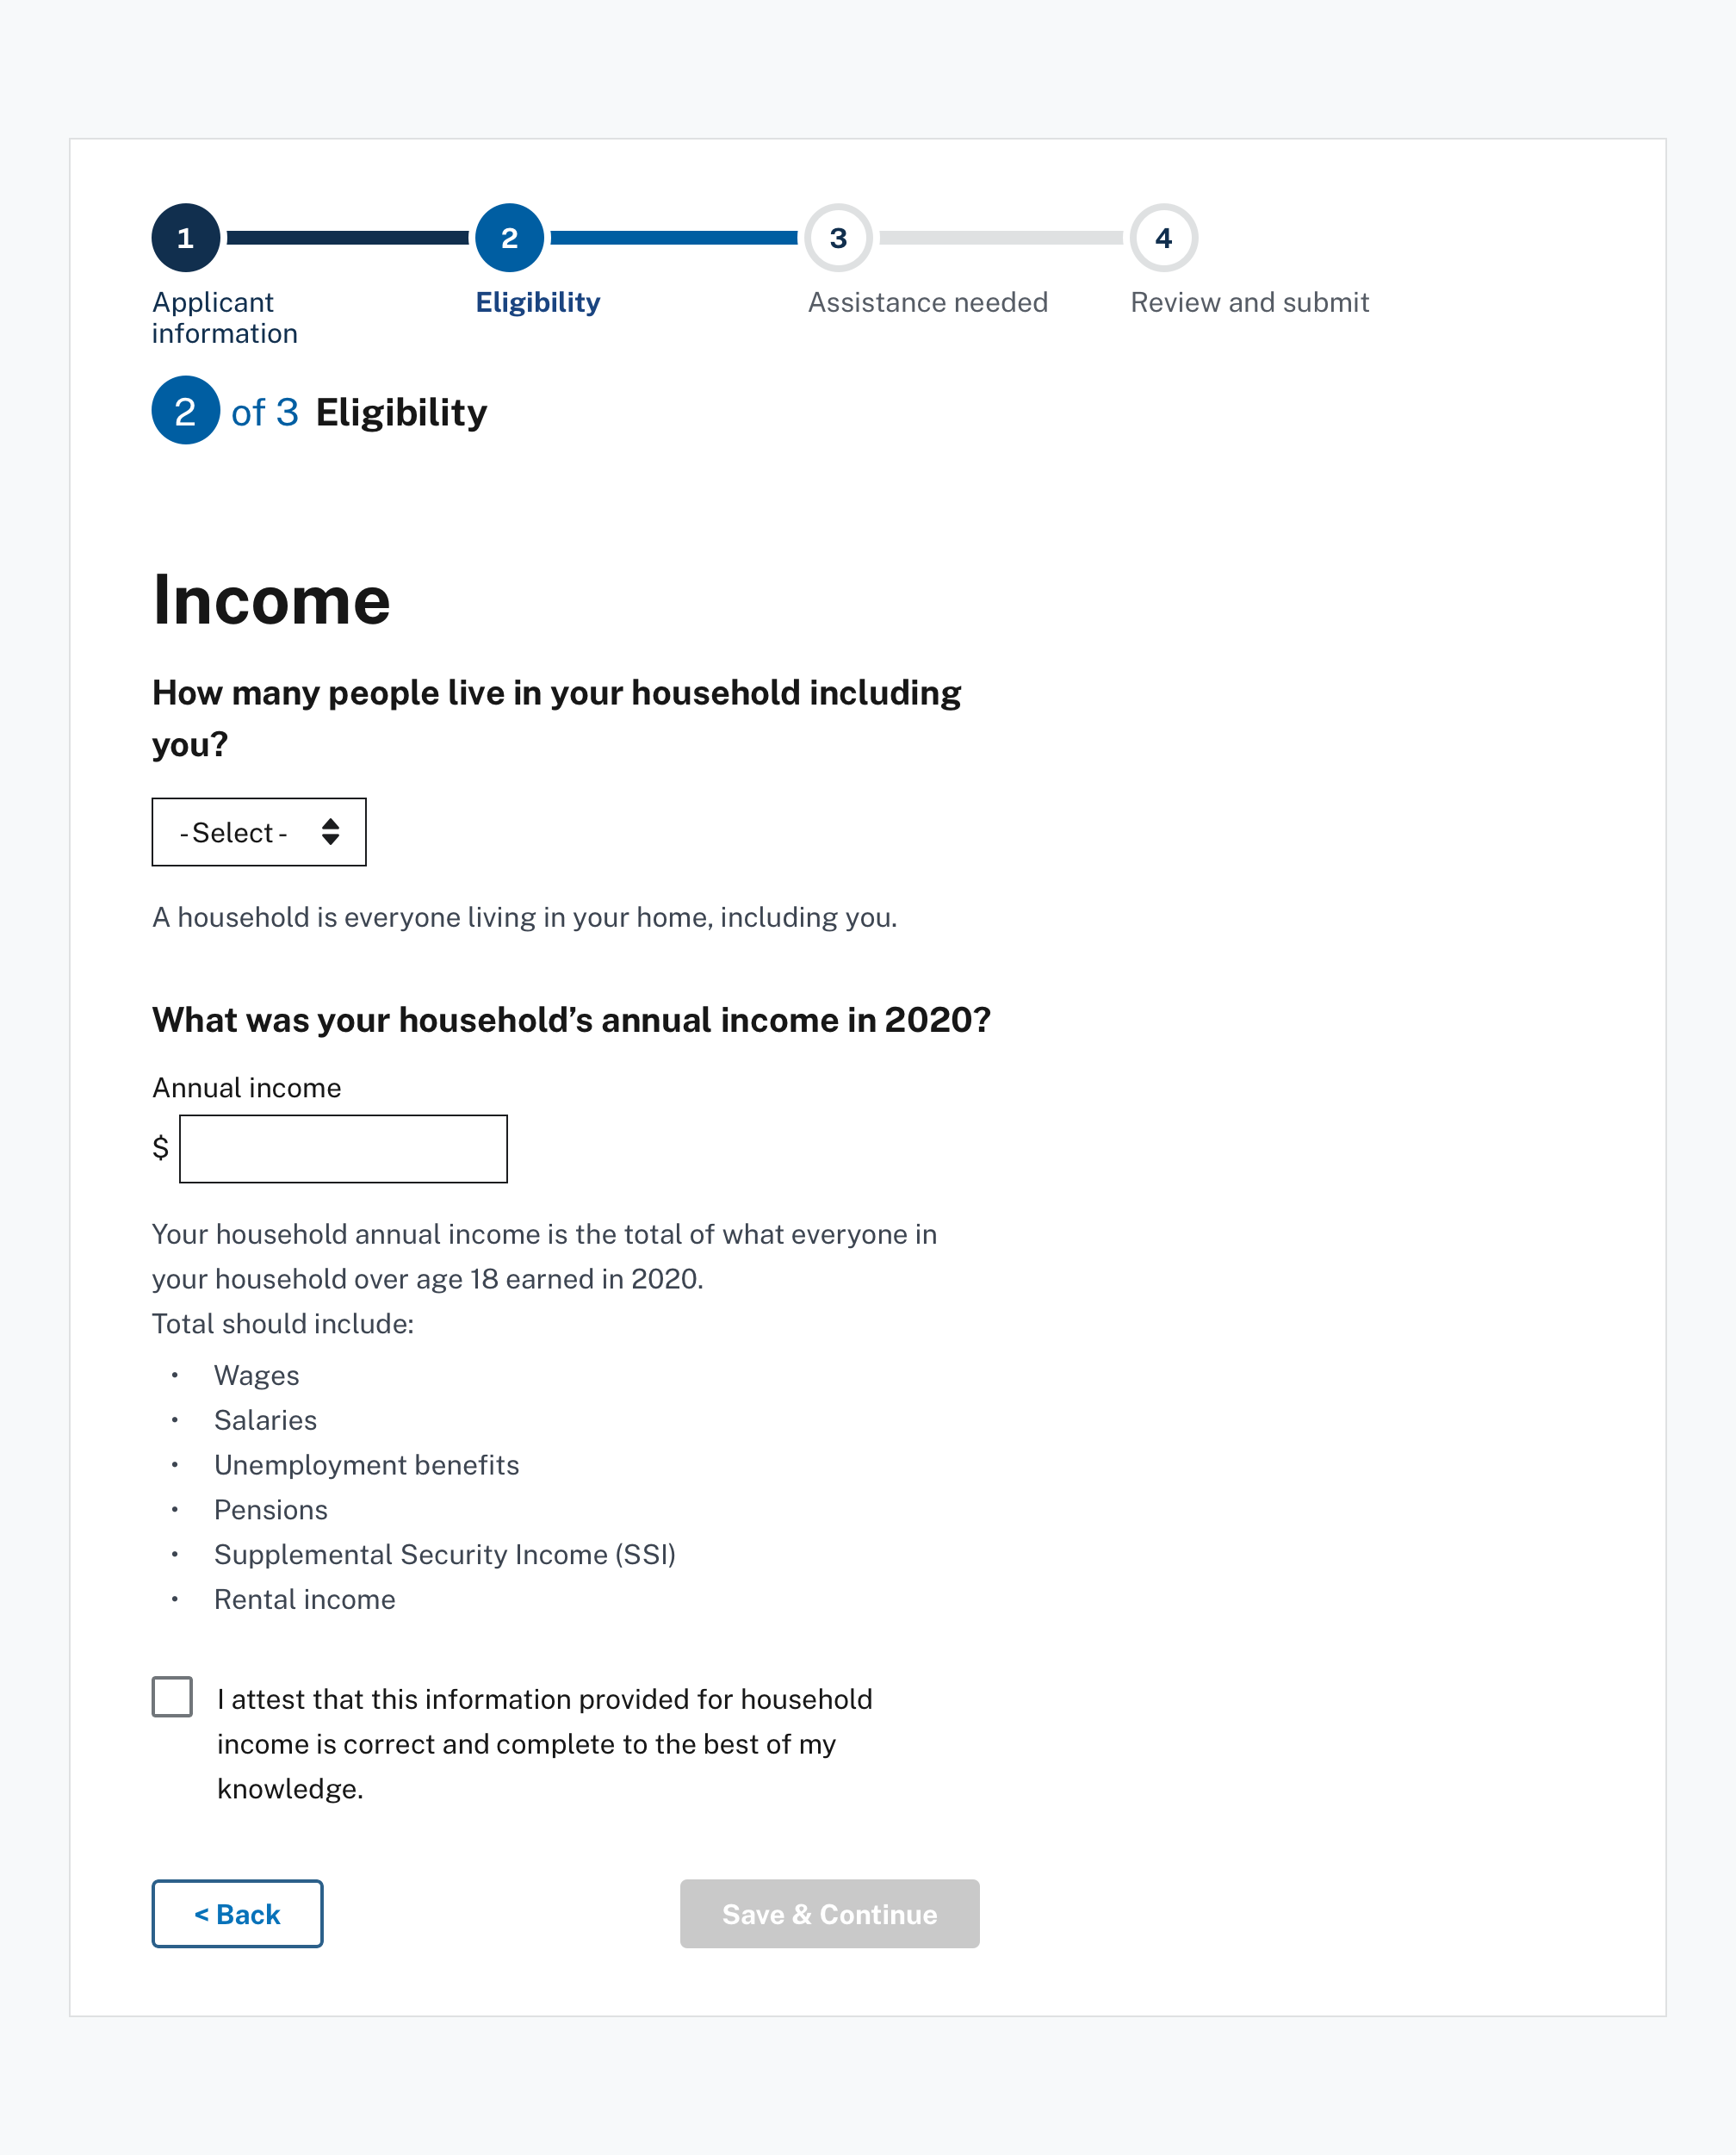 1 2 3 4
Applicant information Eligibility Assistance needed Review and submit
2 of 3 Eligibility
Income
How many people live in your household including
you?
- Select -
A household is everyone living in your home, including you.
What was your household’s annual income in 2020?
Annual income
$
Your household annual income is the total of what everyone in
your household over age 18 earned in 2020.
Total should include:
• Wages
• Salaries
• Unemployment benefits
• Pensions
• Supplemental Security Income (SSI)
• Rental income
I attest that this information provided for household
income is correct and complete to the best of my
knowledge.
< Back Save & Continue